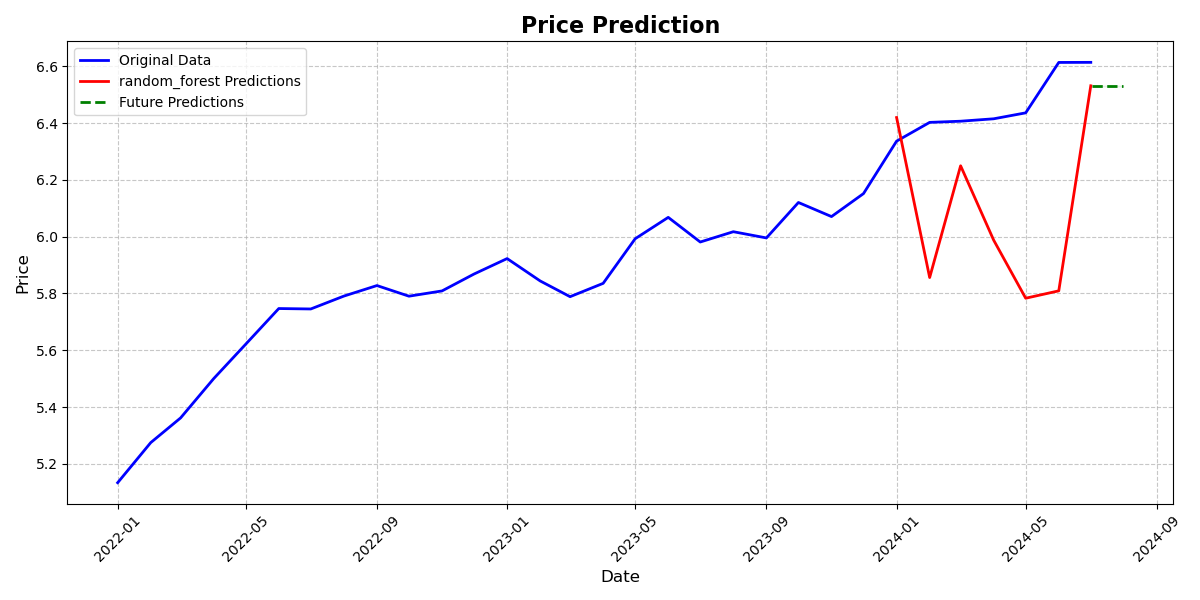 Price Prediction
Original Data
random_forest Predictions
Future Predictions
6.6
6.4
6.2
6.0
5.8
5.6
5.4
5.2
Price
2022-01
2022-05
2022-09
2023-01
2023-05
2023-09
2024-01
2024-05
2024-09
Date